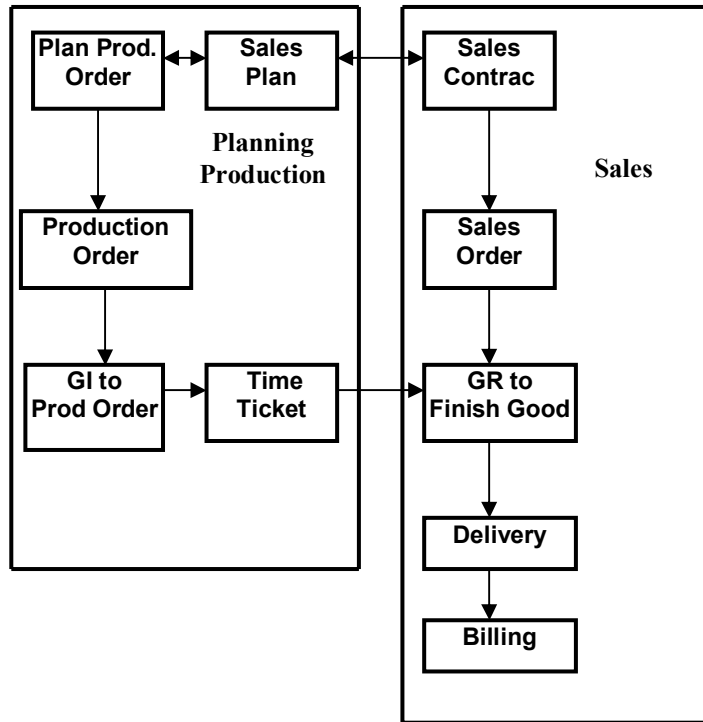 Plan Prod.
Order
Sales
Plan
Sales
Contrac
Planning
Production
Sales
Production
Order
Sales
Order
GI to
Prod Order
Time
Ticket
GR to
Finish Good
Delivery
Billing